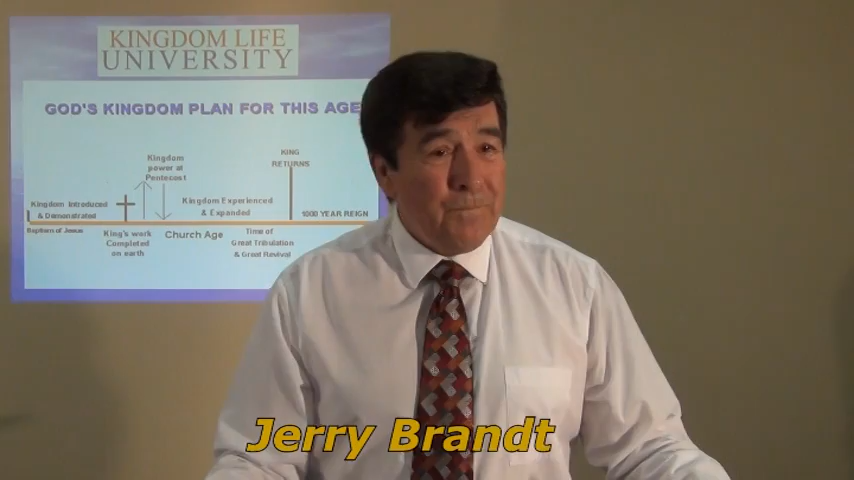 KINGDOM LIFE
UNIVERSITY
GOD'S KINGDOM PLAN FOR THIS AGE
Kingdom
power at
Pentecost
KING
RETURNS
Kingdom Introduced
& Demonstrated
Kingdom Experienced
& Expanded
1000 YEAR REIGN
Baptism of Jesus
King's work
Completed
on earth
Church Age
Time of
Great Tribulation
& Great Revival
Jerry Brandt